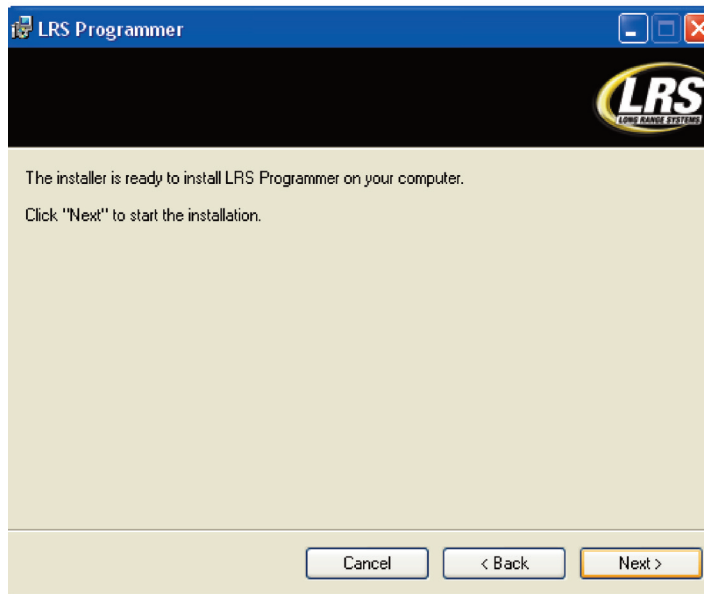 LRS Programmer
LRS
LONG RANGE SYSTEMS
The installer is ready to install LRS Programmer on your computer.
Click "Next" to start the installation.
Cancel
< Back
Next >